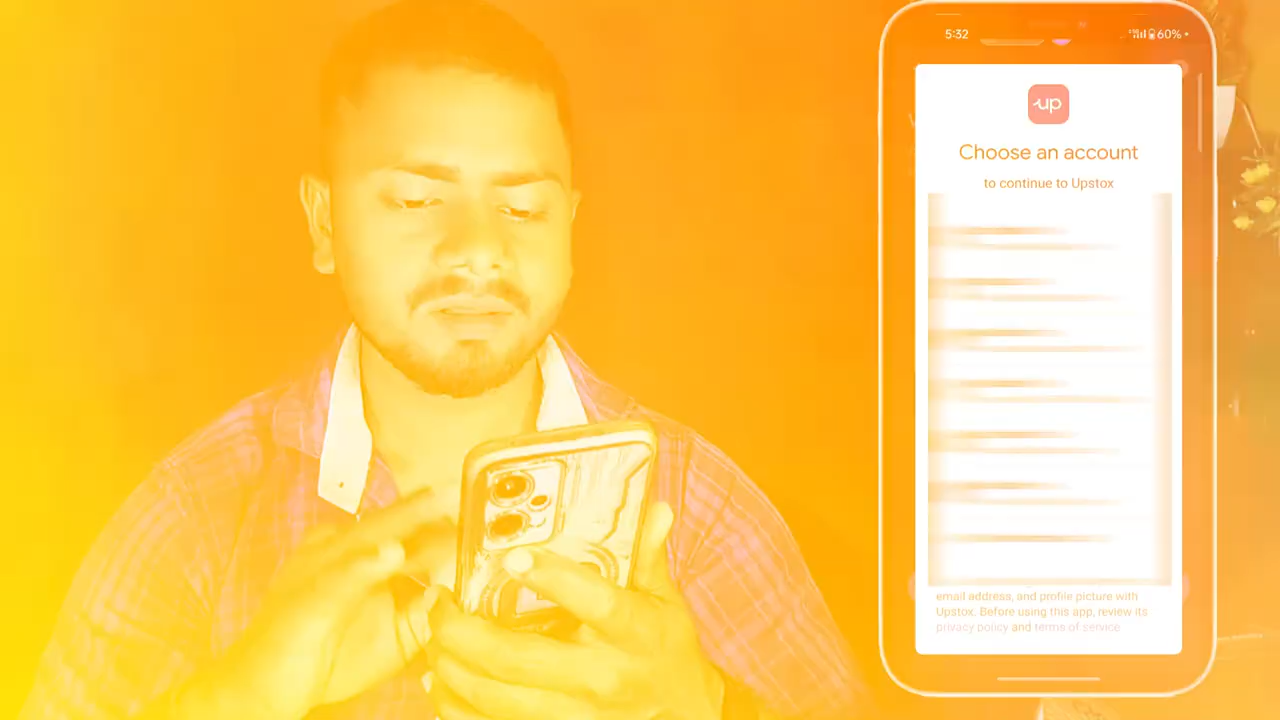 5:32
60%
up
Choose an account
to continue to Upstox
email address, and profile picture with
Upstox. Before using this app, review its
privacy policy and terms of service